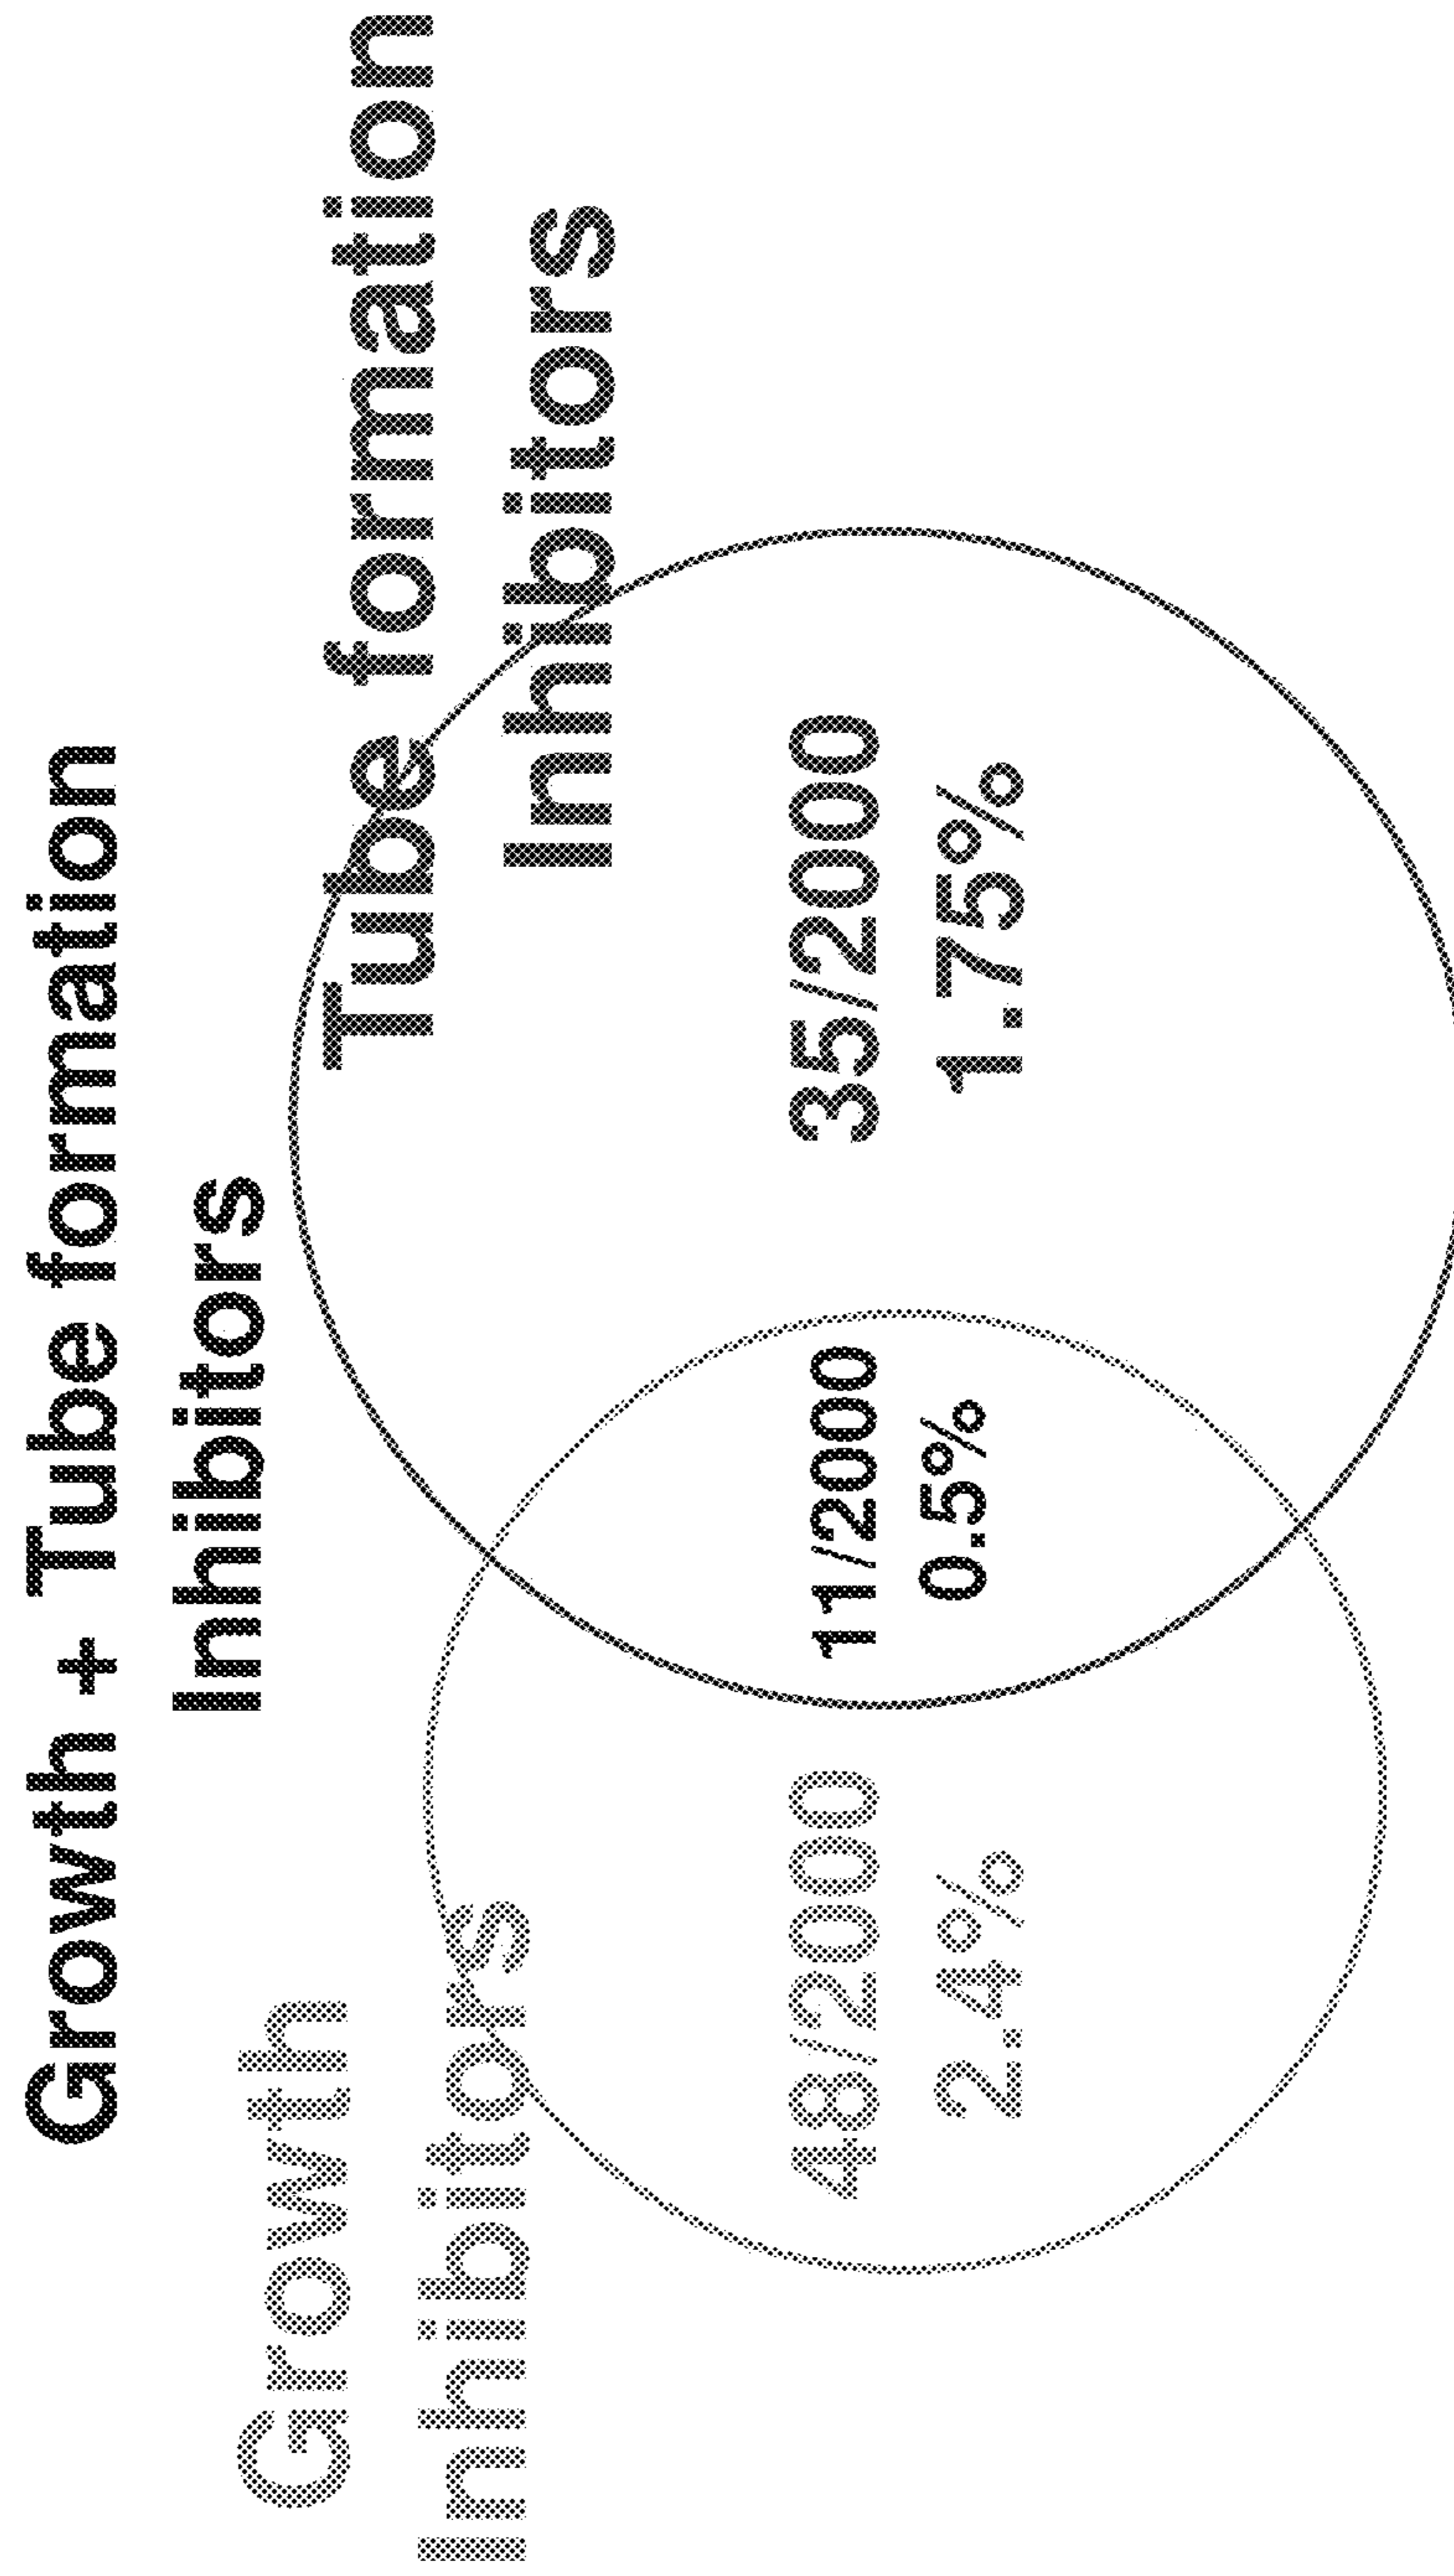 Growth + Tube formation
Inhibitors
Growth
Inhibitors
Tube formation
Inhibitors
48/2000
2.4%
11/2000
0.5%
35/2000
1.75%